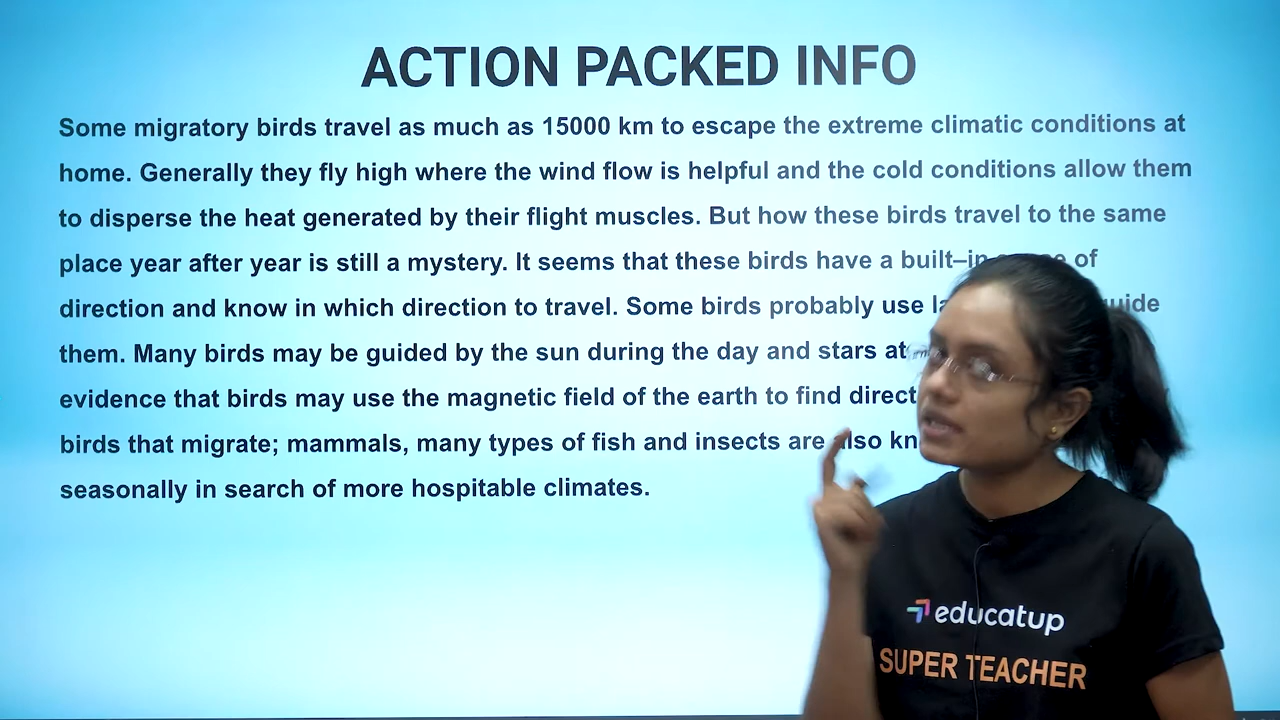 ACTION PACKED INFO
Some migratory birds travel as much as 15000 km to escape the extreme climatic conditions at
home. Generally they fly high where the wind flow is helpful and the cold conditions allow them
to disperse the heat generated by their flight muscles. But how these birds travel to the same
place year after year is still a mystery. It seems that these birds have a built–in of
direction and know in which direction to travel. Some birds probably use
them. Many birds may be guided by the sun during the day and stars at
evidence that birds may use the magnetic field of the earth to find
birds that migrate; mammals, many types of fish and insects are also
seasonally in search of more hospitable climates.
educatup
SUPER TEACHER